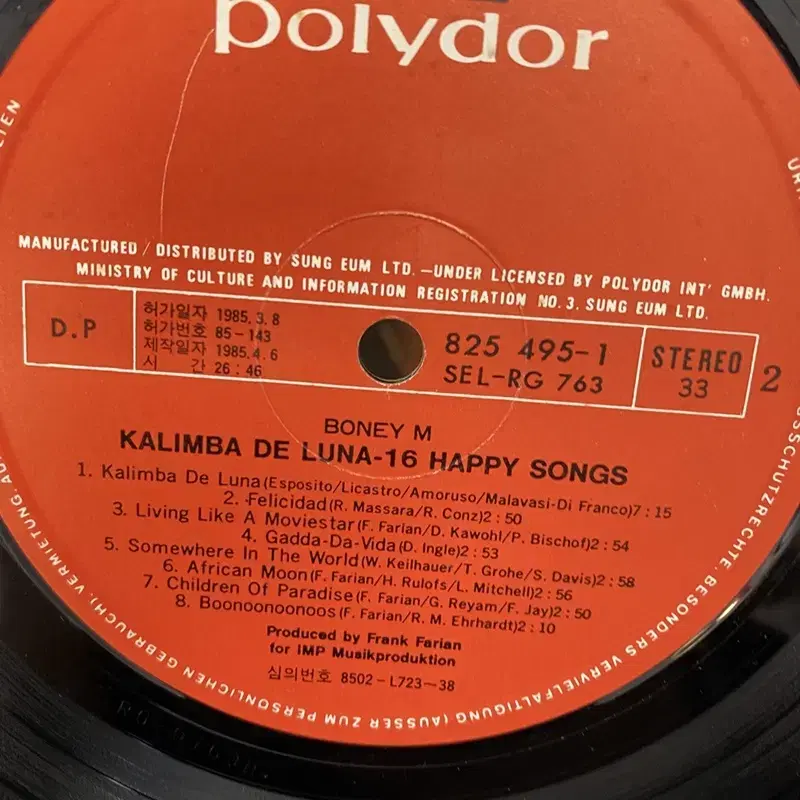 polydor
MANUFACTURED / DISTRIBUTED BY SUNG EUM LTD. —UNDER LICENSED BY POLYDOR INT' GMBH.
MINISTRY OF CULTURE AND INFORMATION REGISTRATION NO. 3. SUNG EUM LTD.
D.P
허가일자 1985. 3. 8
허가번호 85-143
제작일자 1985. 4. 6
시 간 26:46
825 495-1
SEL-RG 763
STEREO
33
2
BONEY M
KALIMBA DE LUNA-16 HAPPY SONGS
1. Kalimba De Luna(Esposito/Licastro/Amoruso/Malavasi-Di Franco)7:15
2. Felicidad(R. Massara/R. Conz)2:50
3. Living Like A Moviestar(F. Farian/D. Kawohl/P. Bischof)2:54
4. Gadda-Da-Vida(D. Ingle)2:53
5. Somewhere In The World(W. Keilhauer/T. Grohe/S. Davis)2:58
6. African Moon(F. Farian/H. Rulofs/L. Mitchell)2:56
7. Children Of Paradise(F. Farian/G. Reyam/F. Jay)2:50
8. Boonoonoonoos(F. Farian/R. M. Ehrhardt)2:10
Produced by Frank Farian
for IMP Musikproduktion
심의번호 8502-L723-38
BESONDERS VERVIELFÄLTIGUNG (AUSSER ZUM PERSÖNLICHEN GEBRAUCH), VERMIETUNG